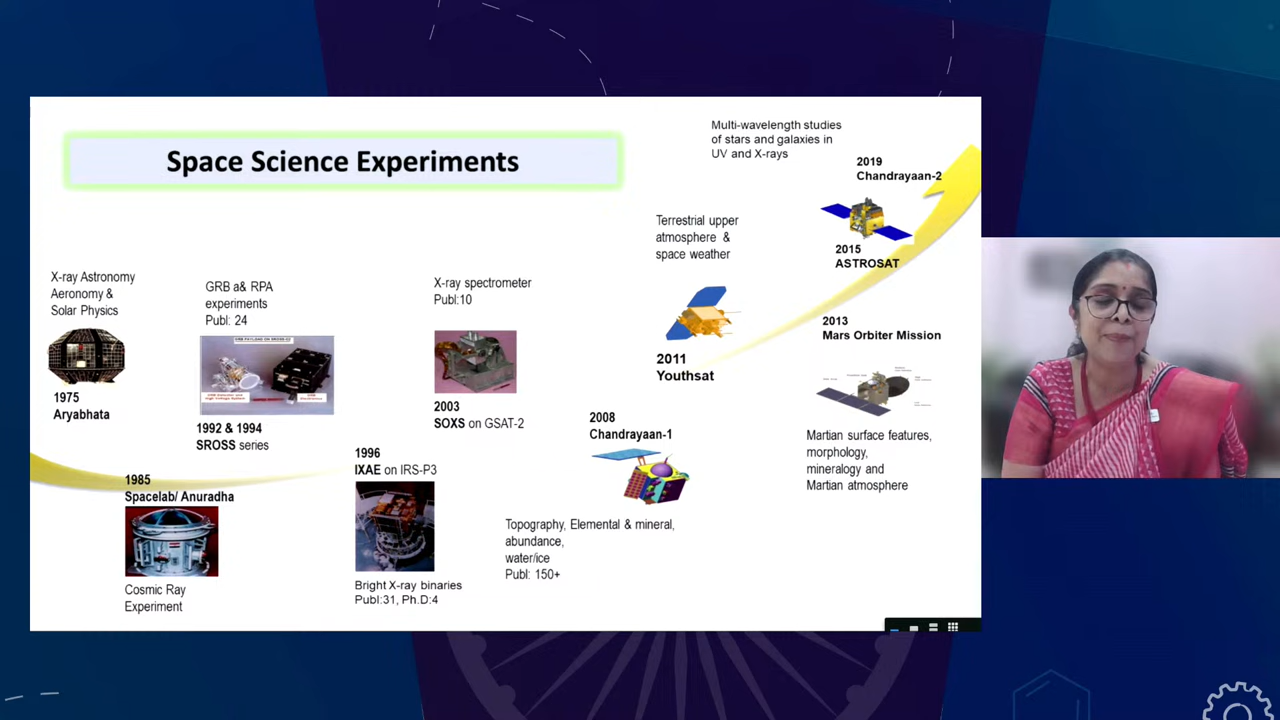 Space Science Experiments
X-ray Astronomy
Aeronomy &
Solar Physics
1975
Aryabhata
1985
Spacelab/ Anuradha
Cosmic Ray
Experiment
GRB a& RPA
experiments
Publ: 24
1992 & 1994
SROSS series
1996
IXAE on IRS-P3
Bright X-ray binaries
Publ:31, Ph.D:4
X-ray spectrometer
Publ:10
2003
SOXS on GSAT-2
2008
Chandrayaan-1
Topography, Elemental & mineral,
abundance,
water/ice
Publ: 150+
Terrestrial upper
atmosphere &
space weather
2011
Youthsat
Multi-wavelength studies
of stars and galaxies in
UV and X-rays
2019
Chandrayaan-2
2015
ASTROSAT
2013
Mars Orbiter Mission
Martian surface features,
morphology,
mineralogy and
Martian atmosphere